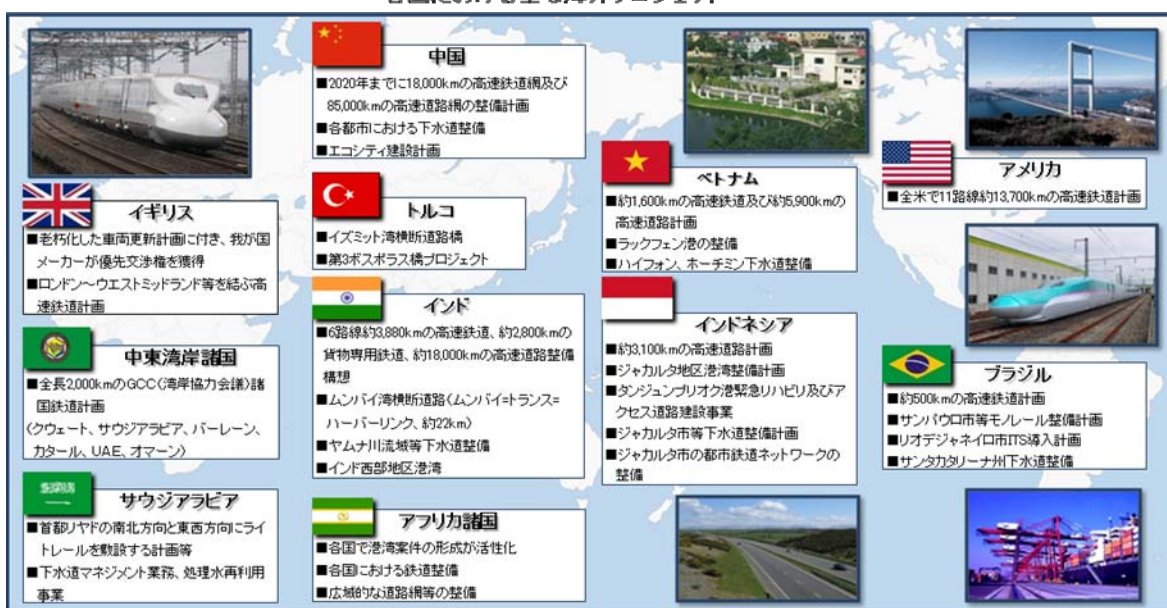 中国
■2020年までに18,000kmの高速鉄道網及び
85,000kmの高速道路網の整備計画
■各都市における下水道整備
■エコシティ建設計画
ベトナム
■約1,600kmの高速鉄道及び約5,900kmの
高速道路計画
■ラックフェン港の整備
■ハイフォン、ホーチミン下水道整備
アメリカ
■全米で11路線約13,700kmの高速鉄道計画
イギリス
■老朽化した車両更新計画に付き、我が国
メーカーが優先交渉権を獲得
■ロンドン～ウエストミッドランド等を結ぶ高
速鉄道計画
トルコ
■イズミット湾横断道路橋
■第3ボスポラス橋プロジェクト
インド
■6路線約3,880kmの高速鉄道、約2,800kmの
貨物専用鉄道、約18,000kmの高速道路整備
構想
■ムンバイ湾横断道路（ムンバイ=トランス=
ハーバーリンク、約22km）
■ヤムナ川流域等下水道整備
■インド西部地区港湾
インドネシア
■約3,100kmの高速道路計画
■ジャカルタ地区港湾整備計画
■タンジュンプリオク港緊急リハビリ及びア
クセス道路建設事業
■ジャカルタ市等下水道整備計画
■ジャカルタ市の都市鉄道ネットワークの
整備
中東湾岸諸国
■全長2,000kmのGCC（湾岸協力会議）諸
国鉄道計画
（クウェート、サウジアラビア、バーレーン、
カタール、UAE、オマーン）
ブラジル
■約500kmの高速鉄道計画
■サンパウロ市等モノレール整備計画
■リオデジャネイロ市ITS導入計画
■サンタカタリーナ州下水道整備
サウジアラビア
■首都リヤドの南北方向と東西方向にライ
トレールを敷設する計画等
■下水道マネジメント業務、処理水再利用
事業
アフリカ諸国
■各国で港湾案件の形成が活性化
■各国における鉄道整備
■広域的な道路網等の整備